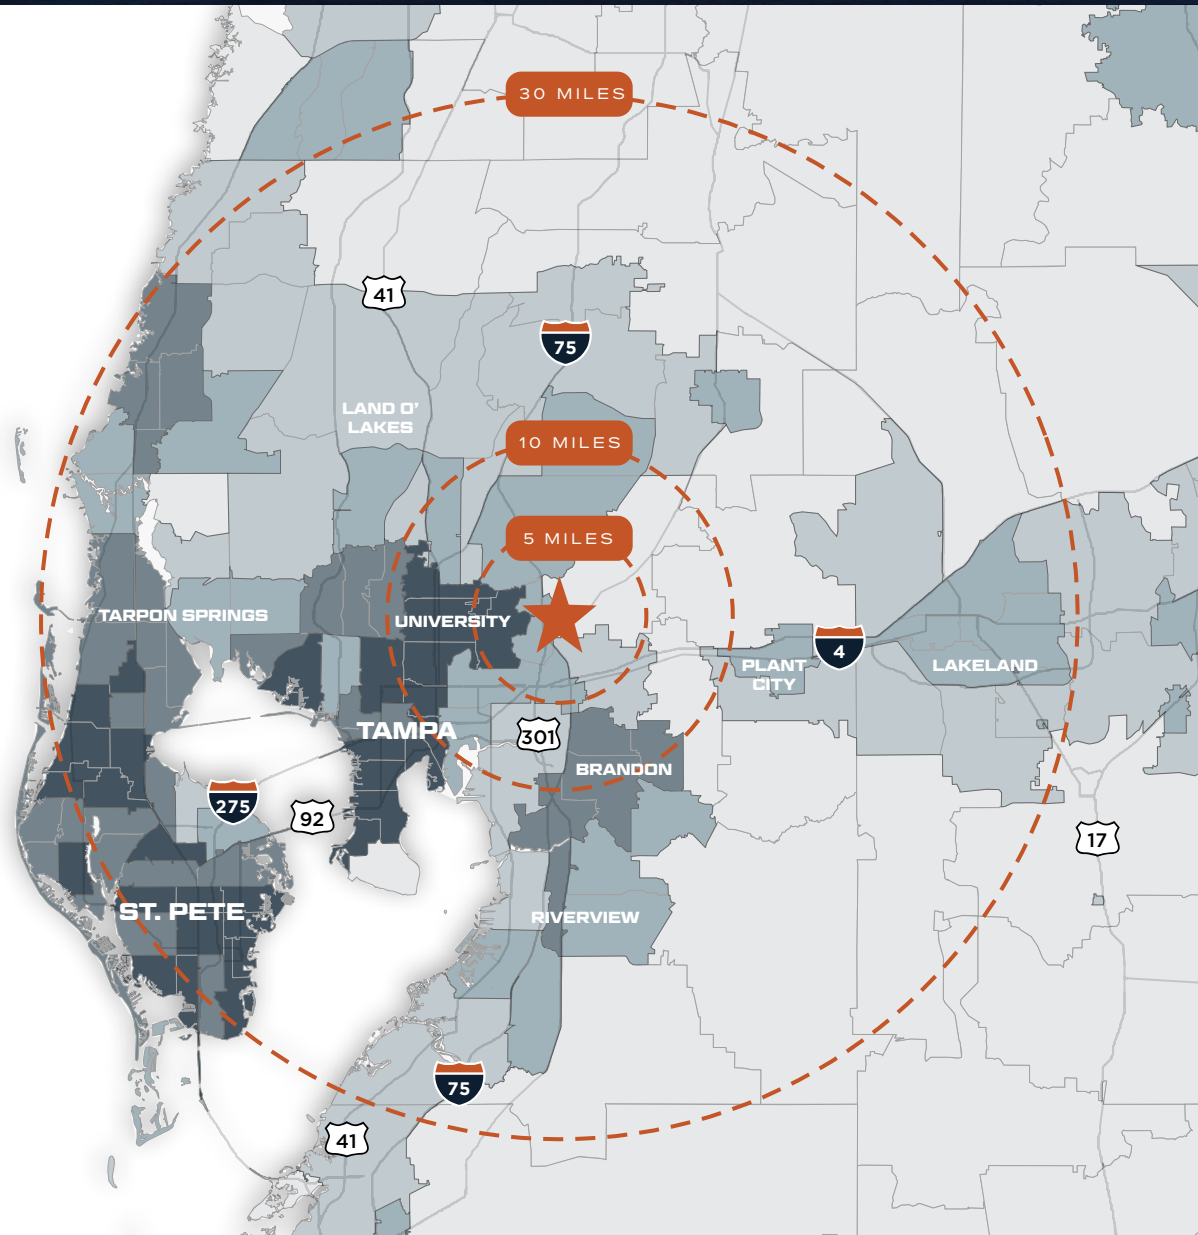 30 MILES
41
75
LAND O'
LAKES
10 MILES
5 MILES
TARPON SPRINGS
UNIVERSITY
4
PLANT
CITY
LAKELAND
TAMPA
301
BRANDON
275
92
17
ST. PETE
RIVERVIEW
75
41